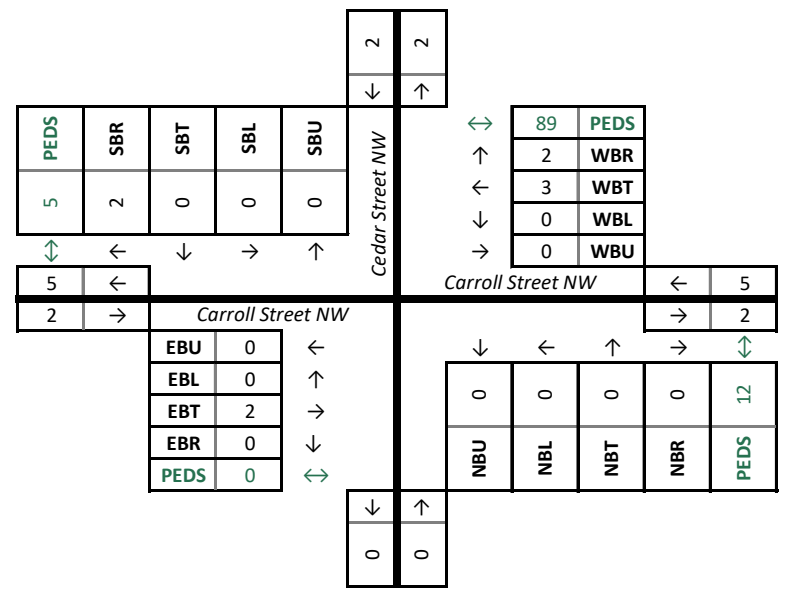 2 2
↓ ↑
PEDS SBR SBT SBL SBU
5 2 0 0 0
↕ ← ↓ → ↑
Cedar Street NW
↔ 89 PEDS
↑ 2 WBR
← 3 WBT
↓ 0 WBL
→ 0 WBU
5 ←
Carroll Street NW
← 5
2 →
Carroll Street NW
→ 2
EBU 0 ←
EBL 0 ↑
EBT 2 →
EBR 0 ↓
PEDS 0 ↔
↓ ← ↑ → ↕
0 0 0 0 12
NBU NBL NBT NBR PEDS
↓ ↑
0 0